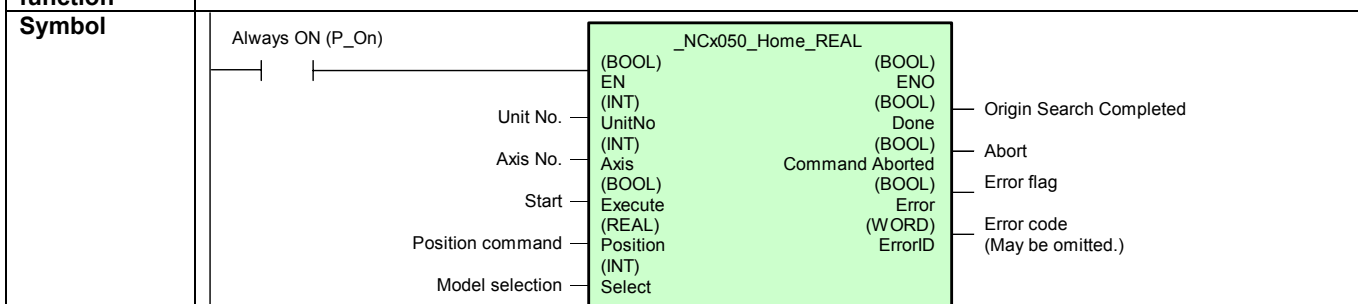 function
Symbol
Always ON (P_On)
_NCx050_Home_REAL
(BOOL) (BOOL)
EN ENO
(INT) (BOOL)
Unit No. UnitNo Done Origin Search Completed
(INT) (BOOL)
Axis No. Axis Command Aborted Abort
(BOOL) (BOOL) Error flag
Start Execute Error
(REAL) (WORD) Error code
Position command Position ErrorID (May be omitted.)
(INT)
Model selection Select